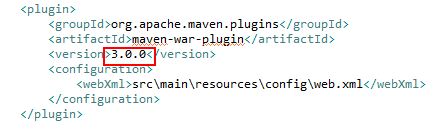 <plugin>
<groupId>org.apache.maven.plugins</groupId>
<artifactId>maven-war-plugin</artifactId>
<version>3.0.0</version>
<configuration>
<webXml>src\main\resources\config\web.xml</webXml>
</configuration>
</plugin>